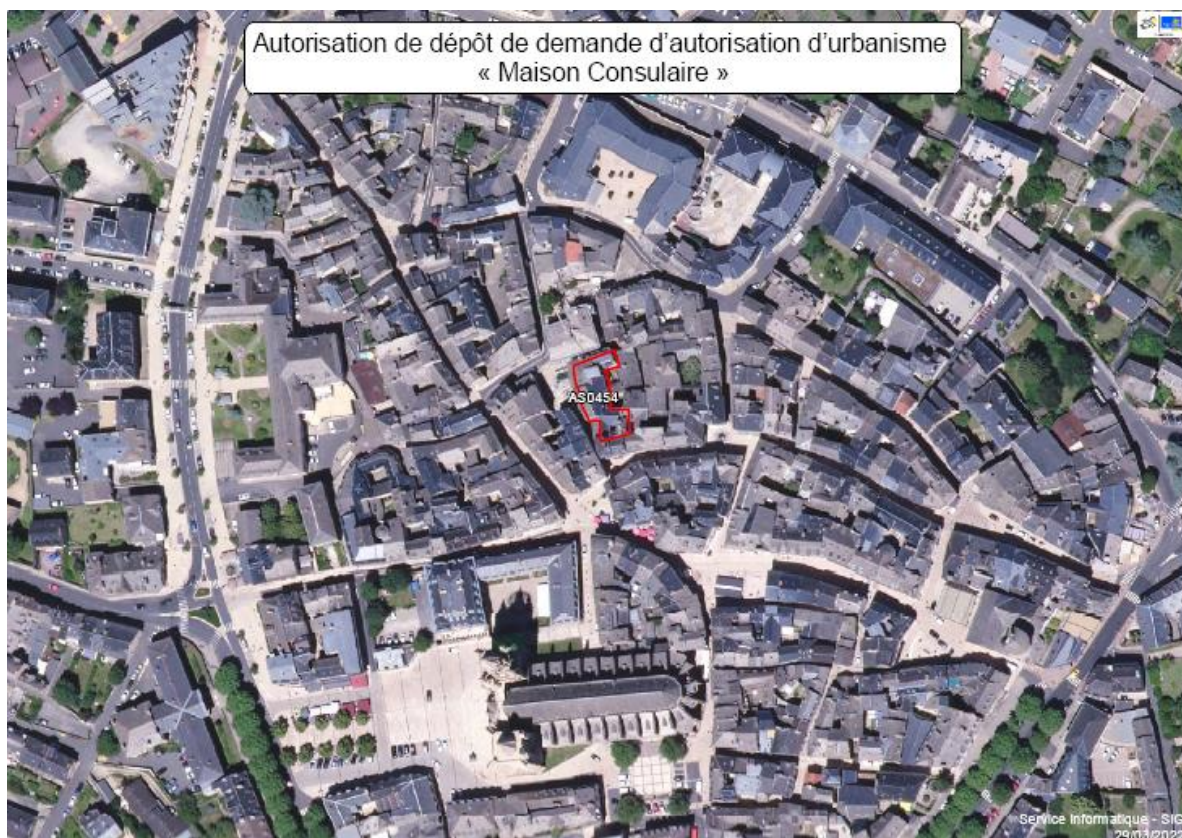 Autorisation de dépôt de demande d'autorisation d'urbanisme
« Maison Consulaire »
AS0454
Service Informatique - SIG